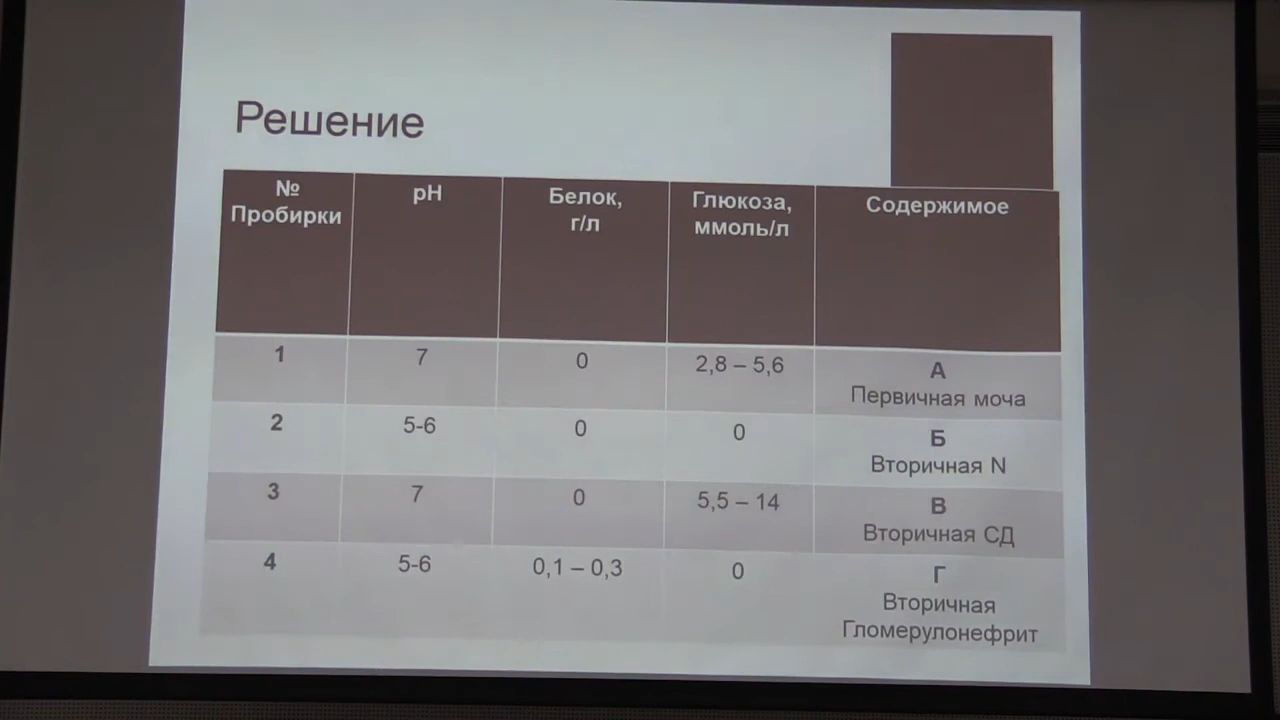 Решение
№ Пробирки pH Белок, г/л Глюкоза, ммоль/л Содержимое
1 7 0 2,8 – 5,6 А Первичная моча
2 5-6 0 0 Б Вторичная N
3 7 0 5,5 – 14 В Вторичная СД
4 5-6 0,1 – 0,3 0 Г Вторичная Гломерулонефрит